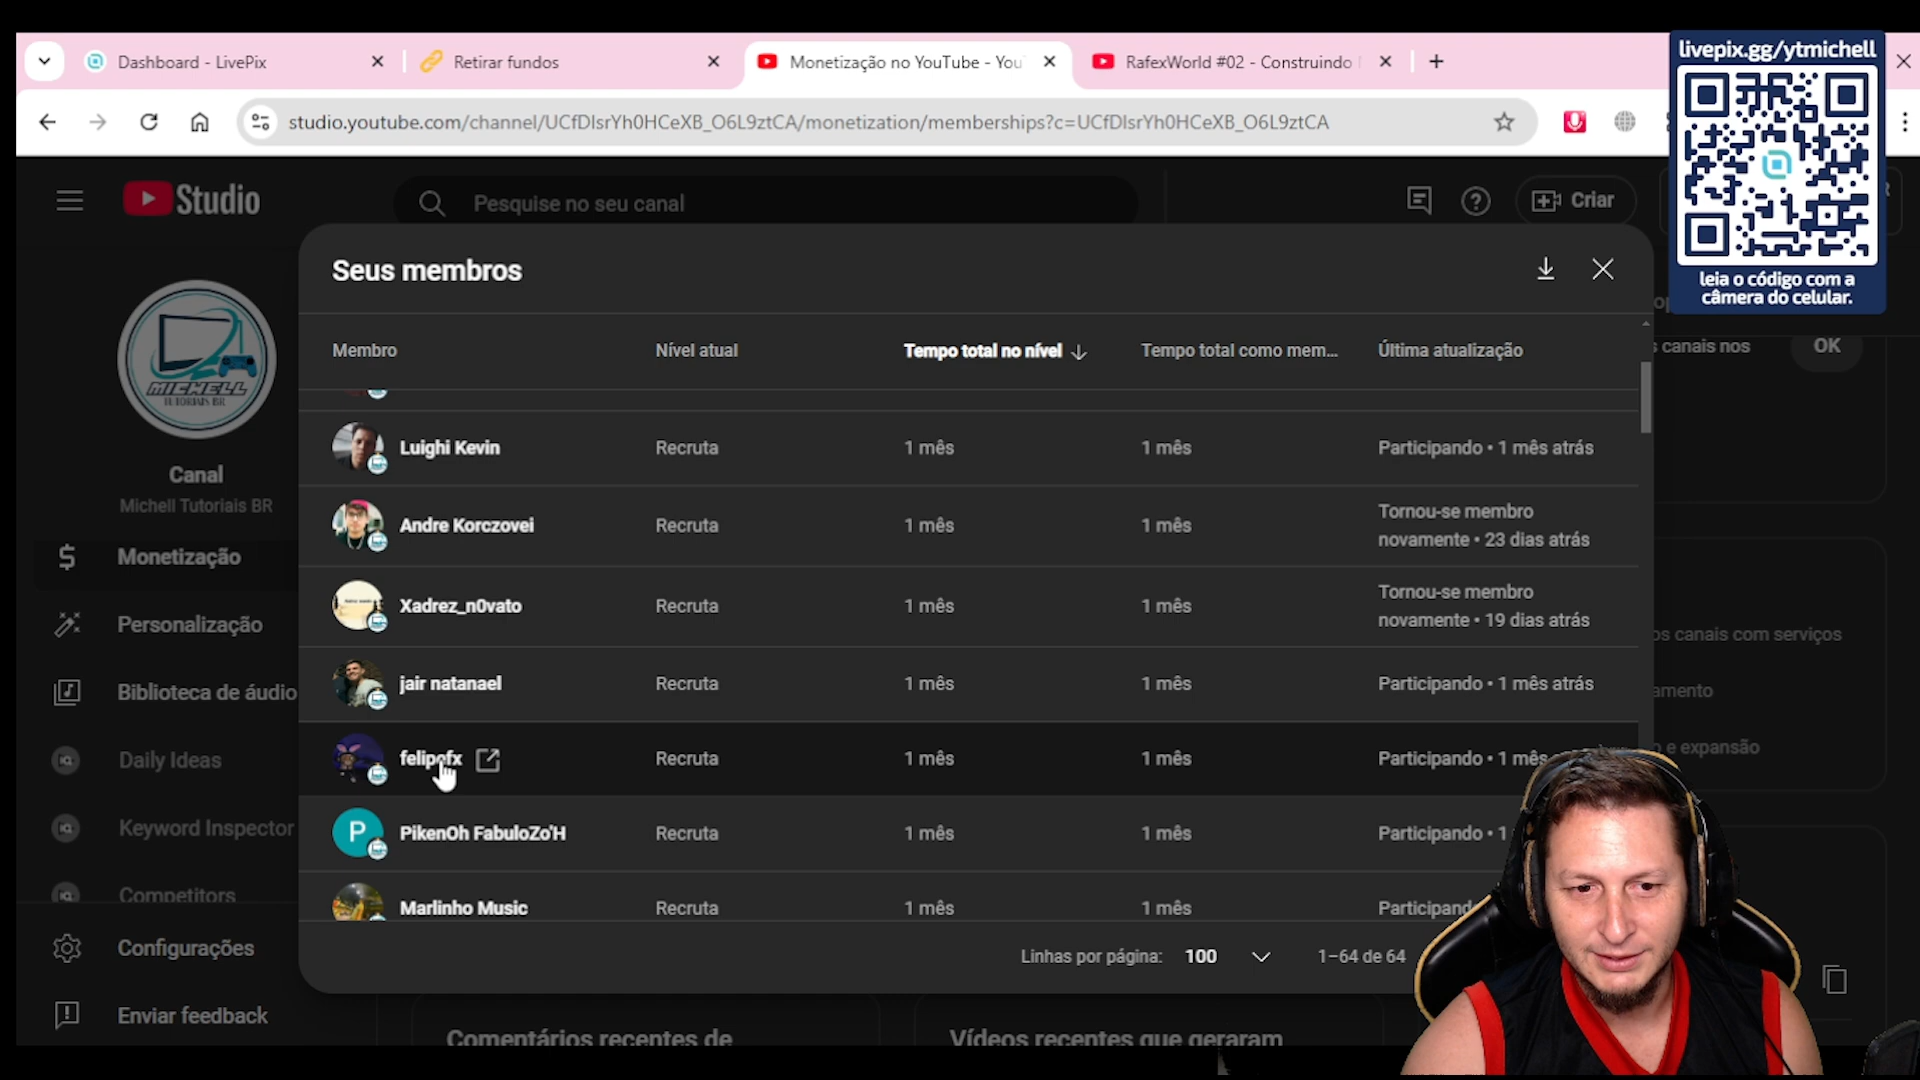 Dashboard - LivePix
Retirar fundos
Monetização no YouTube - You
RafexWorld #02 - Construindo
livepix.gg/ytmichell
studio.youtube.com/channel/UCfDlsrYh0HCeXB_O6L9ztCA/monetization/memberships?c=UCfDlsrYh0HCeXB_O6L9ztCA
leia o código com a
câmera do celular.
Studio
Pesquise no seu canal
Criar
Seus membros
Membro
Nível atual
Tempo total no nível
Tempo total como mem...
Última atualização
s canais nos
OK
MICHELL
TUTORIAIS BR
Luighi Kevin
Recruta
1 mês
1 mês
Participando • 1 mês atrás
Canal
Michell Tutoriais BR
Andre Korczovei
Recruta
1 mês
1 mês
Tornou-se membro
novamente • 23 dias atrás
Monetização
Xadrez_n0vato
Recruta
1 mês
1 mês
Tornou-se membro
novamente • 19 dias atrás
Personalização
os canais com serviços
jair natanael
Recruta
1 mês
1 mês
Participando • 1 mês atrás
Biblioteca de áudio
amento
felipefx
Recruta
1 mês
1 mês
Participando • 1 mês
Daily Ideas
o e expansão
P
PikenOh FabuloZo'H
Recruta
1 mês
1 mês
Participando • 1
Keyword Inspector
Marlinho Music
Recruta
1 mês
1 mês
Participand
Competitors
Configurações
Linhas por página:
100
1–64 de 64
Enviar feedback
Comentários recentes de
Vídeos recentes que geraram